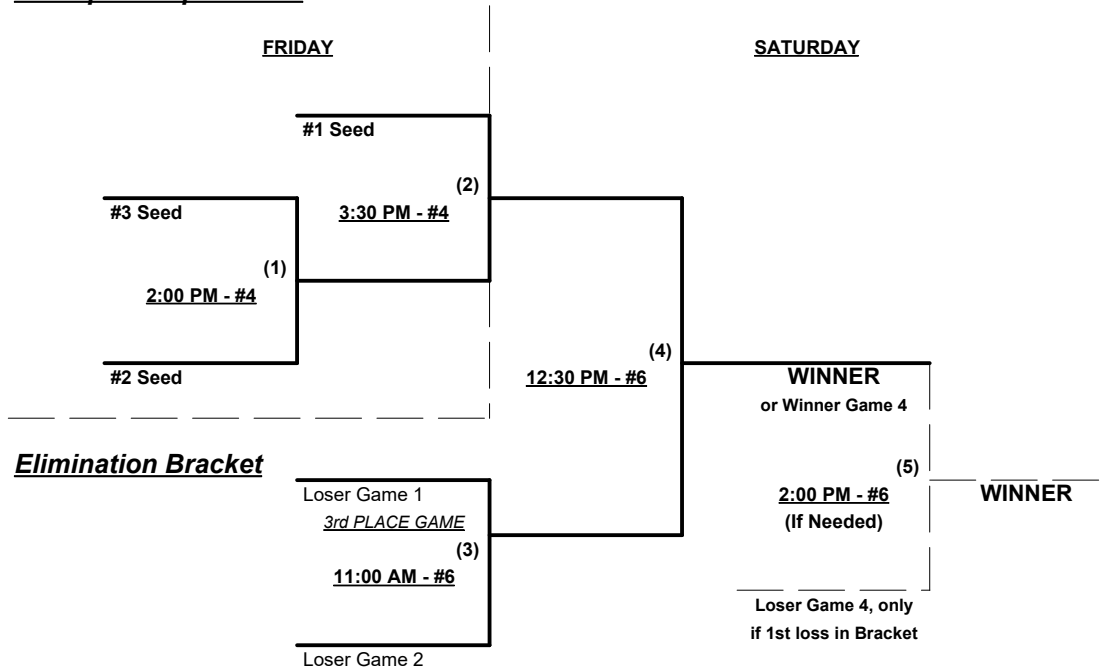 FRIDAY
SATURDAY
#1 Seed
(2)
3:30 PM - #4
#3 Seed
(1)
2:00 PM - #4
#2 Seed
(4)
12:30 PM - #6
WINNER
or Winner Game 4
(5)
2:00 PM - #6
(If Needed)
WINNER
Elimination Bracket
Loser Game 1
3rd PLACE GAME
(3)
11:00 AM - #6
Loser Game 2
Loser Game 4, only
if 1st loss in Bracket